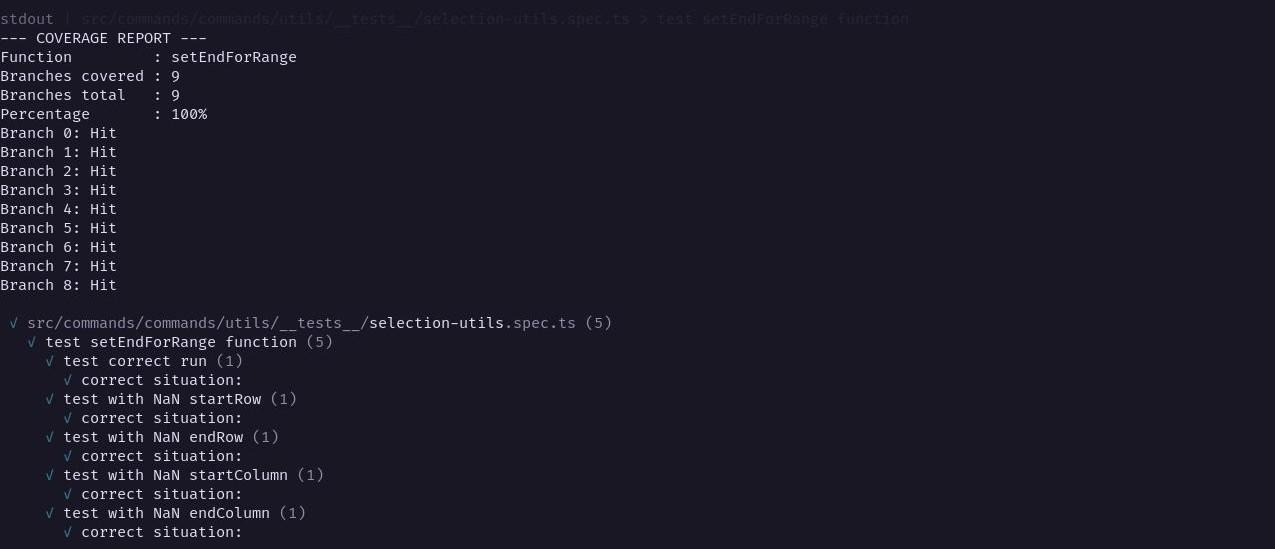 stdout | src/commands/commands/utils/__tests__/selection-utils.spec.ts > test setEndForRange function
--- COVERAGE REPORT ---
Function         : setEndForRange
Branches covered : 9
Branches total   : 9
Percentage       : 100%
Branch 0: Hit
Branch 1: Hit
Branch 2: Hit
Branch 3: Hit
Branch 4: Hit
Branch 5: Hit
Branch 6: Hit
Branch 7: Hit
Branch 8: Hit
√ src/commands/commands/utils/__tests__/selection-utils.spec.ts (5)
√ test setEndForRange function (5)
√ test correct run (1)
√ correct situation:
√ test with NaN startRow (1)
√ correct situation:
√ test with NaN endRow (1)
√ correct situation:
√ test with NaN startColumn (1)
√ correct situation:
√ test with NaN endColumn (1)
√ correct situation: